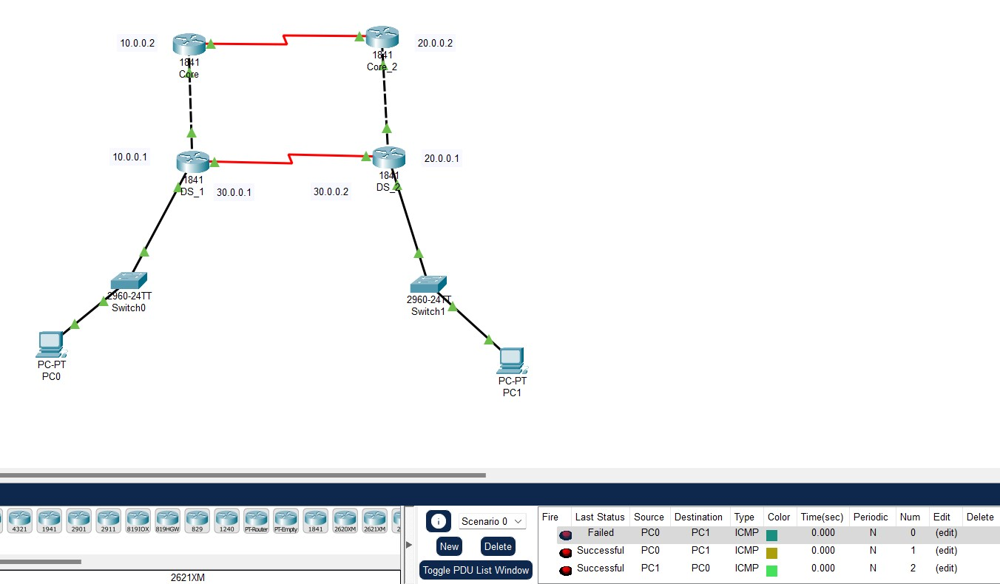 10.0.0.2
1841
Core
1841
Core_2
20.0.0.2
10.0.0.1
1841
DS_1
30.0.0.1
30.0.0.2
1841
DS_2
20.0.0.1
2960-24TT
Switch0
2960-24TT
Switch1
PC-PT
PC0
PC-PT
PC1
4321
1941
2901
2911
819IOX
819HGW
829
1240
PT-Router
PT-Empty
1841
2620XM
2621XM
2
2621XM
Scenario 0
New
Delete
Toggle PDU List Window
Fire Last Status Source Destination Type Color Time(sec) Periodic Num Edit Delete
Failed PC0 PC1 ICMP 0.000 N 0 (edit)
Successful PC0 PC1 ICMP 0.000 N 1 (edit)
Successful PC1 PC0 ICMP 0.000 N 2 (edit)